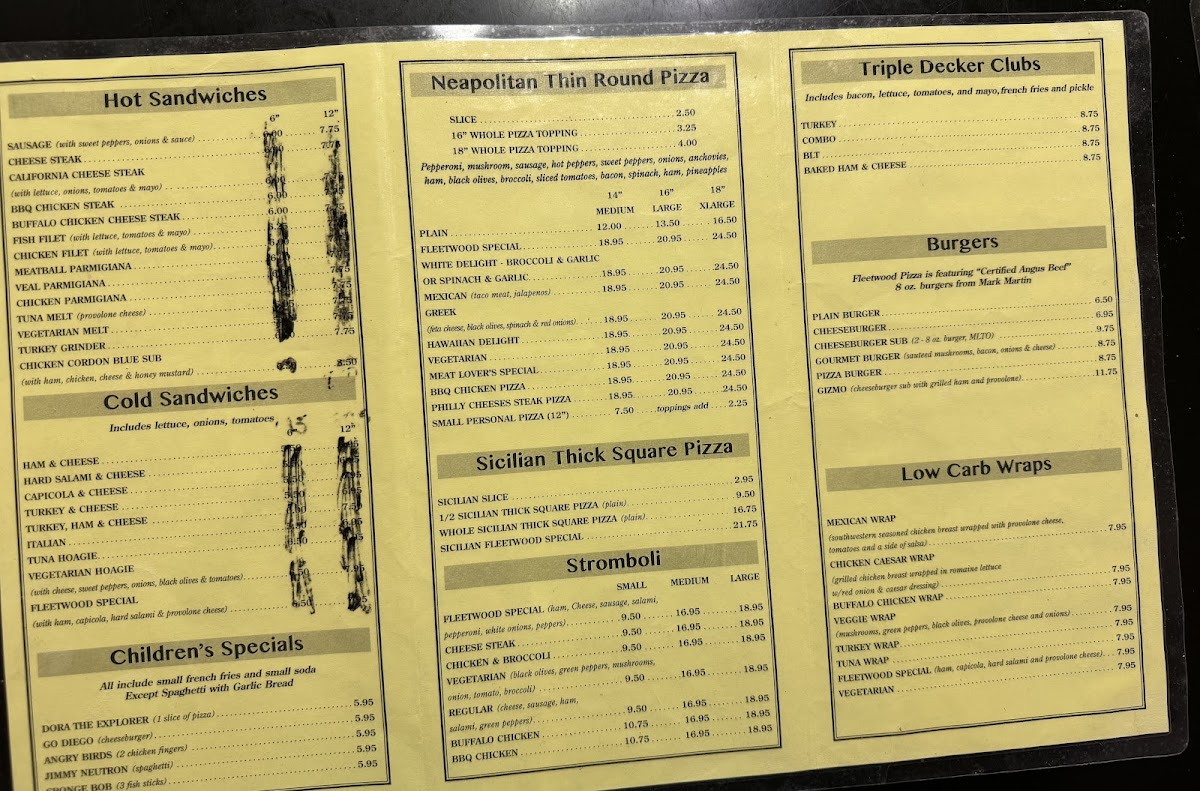 Hot Sandwiches
6" 12"
SAUSAGE (with sweet peppers, onions & sauce) 7.75
CHEESE STEAK
CALIFORNIA CHEESE STEAK
(with lettuce, onions, tomatoes & mayo)
BBQ CHICKEN STEAK 6.00
BUFFALO CHICKEN CHEESE STEAK 6.00
FISH FILET (with lettuce, tomatoes & mayo)
CHICKEN FILET (with lettuce, tomatoes & mayo)
MEATBALL PARMIGIANA
VEAL PARMIGIANA
CHICKEN PARMIGIANA
TUNA MELT (provolone cheese)
VEGETARIAN MELT
TURKEY GRINDER 7.75
CHICKEN CORDON BLUE SUB
(with ham, chicken, cheese & honey mustard) 8.50
Cold Sandwiches
Includes lettuce, onions, tomatoes,
12"
HAM & CHEESE
HARD SALAMI & CHEESE
CAPICOLA & CHEESE
TURKEY & CHEESE
TURKEY, HAM & CHEESE
ITALIAN
TUNA HOAGIE
VEGETARIAN HOAGIE
(with cheese, sweet peppers, onions, black olives & tomatoes)
FLEETWOOD SPECIAL
(with ham, capicola, hard salami & provolone cheese)
Children's Specials
All include small french fries and small soda
Except Spaghetti with Garlic Bread
DORA THE EXPLORER (1 slice of pizza) 5.95
GO DIEGO (cheeseburger) 5.95
ANGRY BIRDS (2 chicken fingers) 5.95
JIMMY NEUTRON (spaghetti) 5.95
SPONGE BOB (3 fish sticks) 5.95
Neapolitan Thin Round Pizza
SLICE 2.50
16" WHOLE PIZZA TOPPING 3.25
18" WHOLE PIZZA TOPPING 4.00
Pepperoni, mushroom, sausage, hot peppers, sweet peppers, onions, anchovies,
ham, black olives, broccoli, sliced tomatoes, bacon, spinach, ham, pineapples
14" 16" 18"
MEDIUM LARGE XLARGE
PLAIN 12.00 13.50 16.50
FLEETWOOD SPECIAL 18.95 20.95 24.50
WHITE DELIGHT - BROCCOLI & GARLIC
OR SPINACH & GARLIC 18.95 20.95 24.50
MEXICAN (taco meat, jalapenos) 18.95 20.95 24.50
GREEK
(feta cheese, black olives, spinach & red onions) 18.95 20.95 24.50
HAWAIIAN DELIGHT 18.95 20.95 24.50
VEGETARIAN 18.95 20.95 24.50
MEAT LOVER'S SPECIAL 18.95 20.95 24.50
BBQ CHICKEN PIZZA 18.95 20.95 24.50
PHILLY CHEESES STEAK PIZZA 18.95 20.95 24.50
SMALL PERSONAL PIZZA (12") 7.50 toppings add 2.25
Sicilian Thick Square Pizza
SICILIAN SLICE 2.95
1/2 SICILIAN THICK SQUARE PIZZA (plain) 9.50
WHOLE SICILIAN THICK SQUARE PIZZA (plain) 16.75
SICILIAN FLEETWOOD SPECIAL 21.75
Stromboli
SMALL MEDIUM LARGE
FLEETWOOD SPECIAL (ham, Cheese, sausage, salami,
pepperoni, white onions, peppers) 9.50 16.95 18.95
CHEESE STEAK 9.50 16.95 18.95
CHICKEN & BROCCOLI 9.50 16.95 18.95
VEGETARIAN (black olives, green peppers, mushrooms,
onion, tomato, broccoli) 9.50 16.95 18.95
REGULAR (cheese, sausage, ham,
salami, green peppers) 9.50 16.95 18.95
BUFFALO CHICKEN 10.75 16.95 18.95
BBQ CHICKEN 10.75 16.95 18.95
Triple Decker Clubs
Includes bacon, lettuce, tomatoes, and mayo, french fries and pickle
TURKEY 8.75
COMBO 8.75
BLT 8.75
BAKED HAM & CHEESE 8.75
Burgers
Fleetwood Pizza is featuring "Certified Angus Beef"
8 oz. burgers from Mark Martin
PLAIN BURGER 6.50
CHEESEBURGER 6.95
CHEESEBURGER SUB (2 - 8 oz. burger, MLTO) 9.75
GOURMET BURGER (sauteed mushrooms, bacon, onions & cheese) 8.75
PIZZA BURGER 8.75
GIZMO (cheeseburger sub with grilled ham and provolone) 11.75
Low Carb Wraps
MEXICAN WRAP
(southwestern seasoned chicken breast wrapped with provolone cheese,
tomatoes and a side of salsa) 7.95
CHICKEN CAESAR WRAP
(grilled chicken breast wrapped in romaine lettuce
w/red onion & caesar dressing) 7.95
BUFFALO CHICKEN WRAP 7.95
VEGGIE WRAP
(mushrooms, green peppers, black olives, provolone cheese and onions) 7.95
TURKEY WRAP 7.95
TUNA WRAP 7.95
FLEETWOOD SPECIAL (ham, capicola, hard salami and provolone cheese) 7.95
VEGETARIAN 7.95